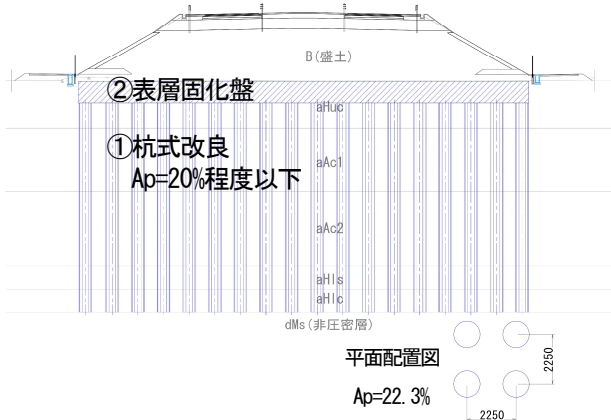 B(盛土)
②表層固化盤
aHuc
①杭式改良
aAc1
Ap=20%程度以下
aAc2
aHls
aHlc
dMs(非圧密層)
平面配置図
2250
Ap=22.3%
2250